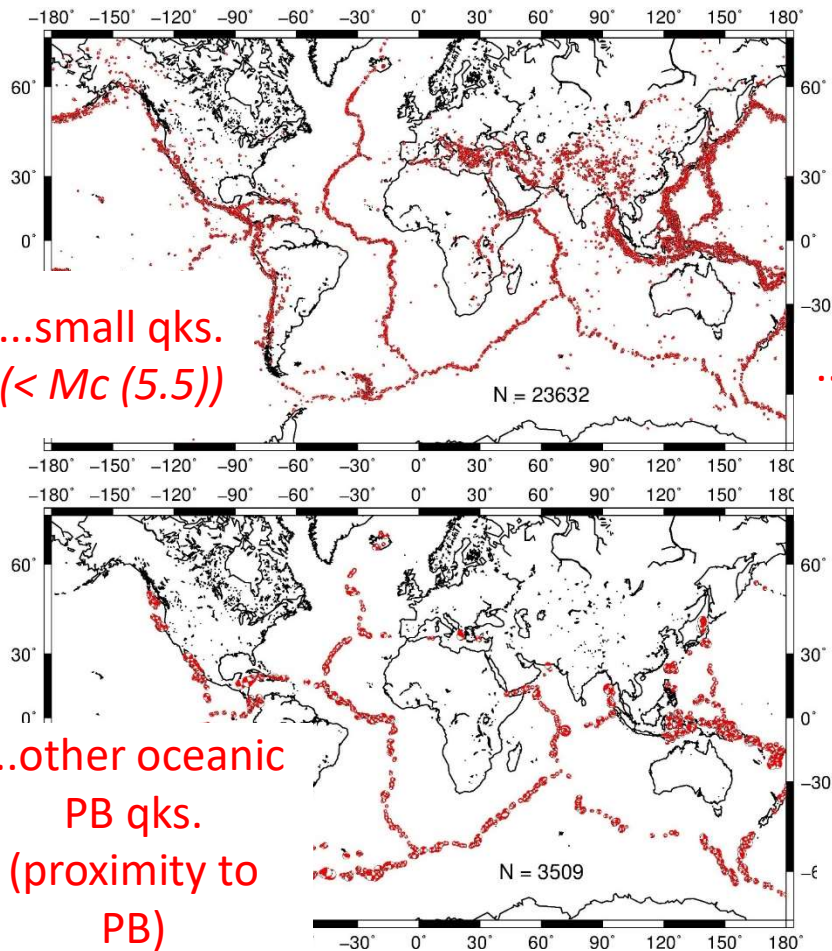 −180˚ −150˚ −120˚ −90˚ −60˚ −30˚ 0˚ 30˚ 60˚ 90˚ 120˚ 150˚ 180˚
60˚ 60˚
30˚ 30˚
0˚ 0˚
−30
...small qks.
(< Mc (5.5))
N = 23632
−180˚ −150˚ −120˚ −90˚ −60˚ −30˚ 0˚ 30˚ 60˚ 90˚ 120˚ 150˚ 180˚
−180˚ −150˚ −120˚ −90˚ −60˚ −30˚ 0˚ 30˚ 60˚ 90˚ 120˚ 150˚ 180
60˚ 60˚
30˚ 30˚
0˚ 0˚
−30
..other oceanic
PB qks.
(proximity to
PB)
N = 3509
−30˚ 0˚ 30˚ 60˚ 90˚ 120˚ 150˚ 180˚